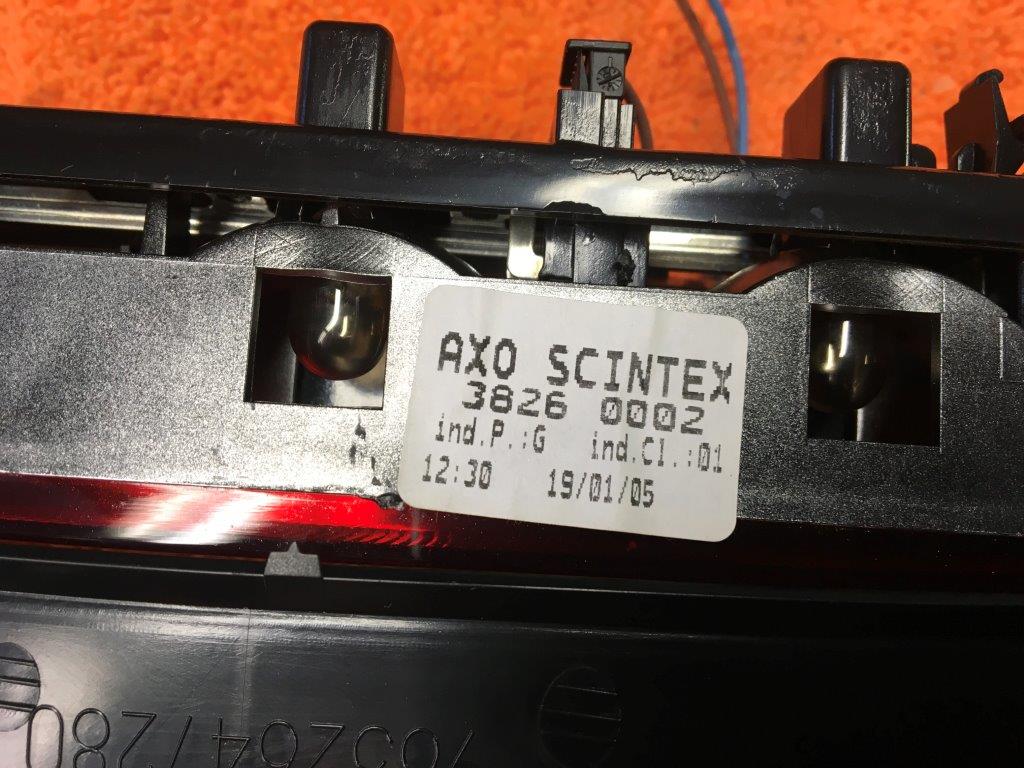 AXO SCINTEX
3826 0002
ind.P.:G ind.Cl.:01
12:30 19/01/05